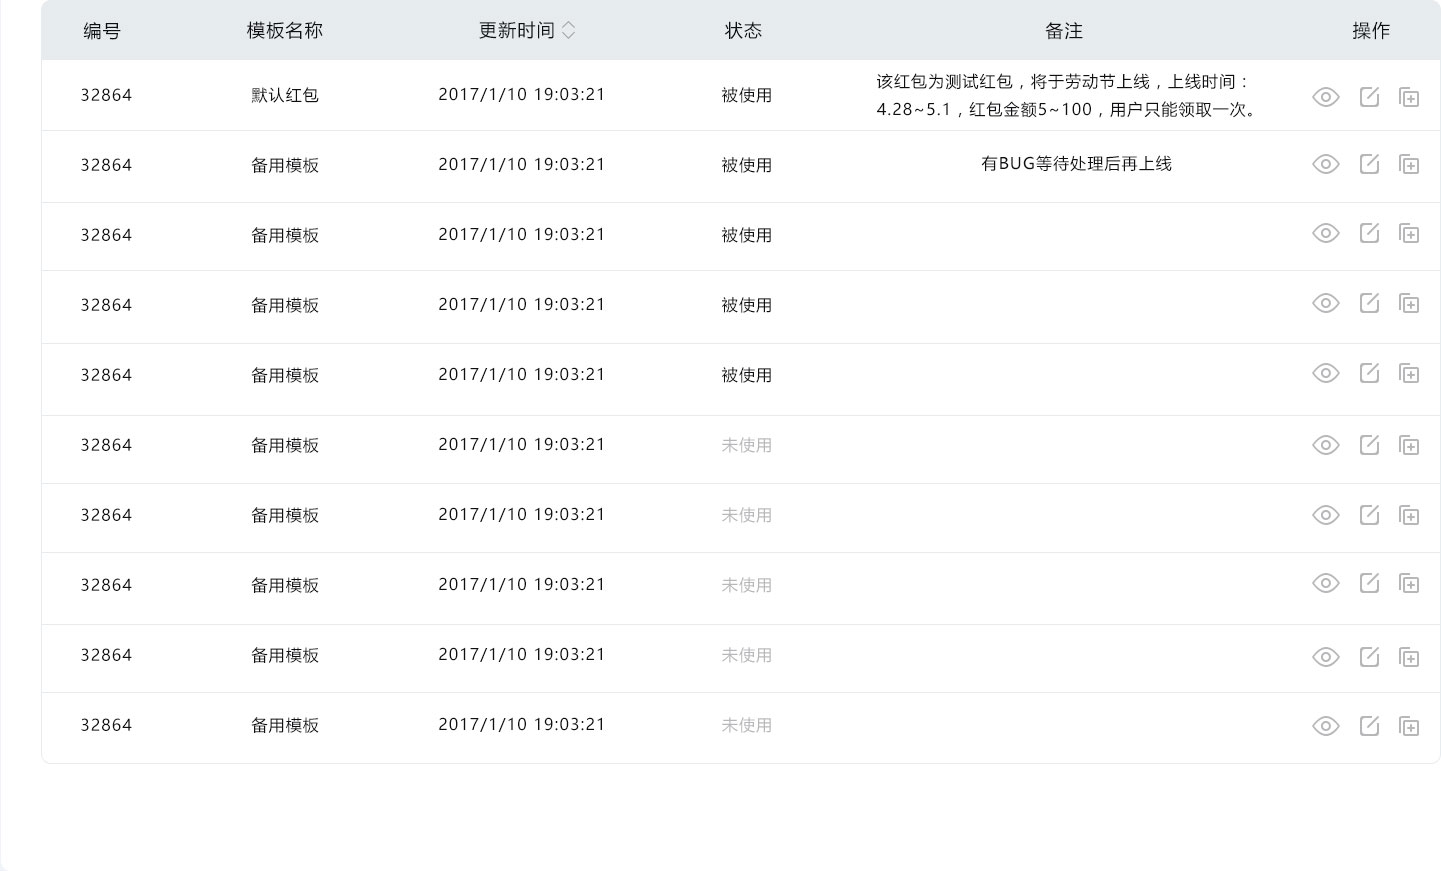 编号 模板名称 更新时间 状态 备注 操作
32864 默认红包 2017/1/10 19:03:21 被使用 该红包为测试红包，将于劳动节上线，上线时间：
4.28~5.1，红包金额5~100，用户只能领取一次。
32864 备用模板 2017/1/10 19:03:21 被使用 有BUG等待处理后再上线
32864 备用模板 2017/1/10 19:03:21 被使用
32864 备用模板 2017/1/10 19:03:21 被使用
32864 备用模板 2017/1/10 19:03:21 被使用
32864 备用模板 2017/1/10 19:03:21 未使用
32864 备用模板 2017/1/10 19:03:21 未使用
32864 备用模板 2017/1/10 19:03:21 未使用
32864 备用模板 2017/1/10 19:03:21 未使用
32864 备用模板 2017/1/10 19:03:21 未使用